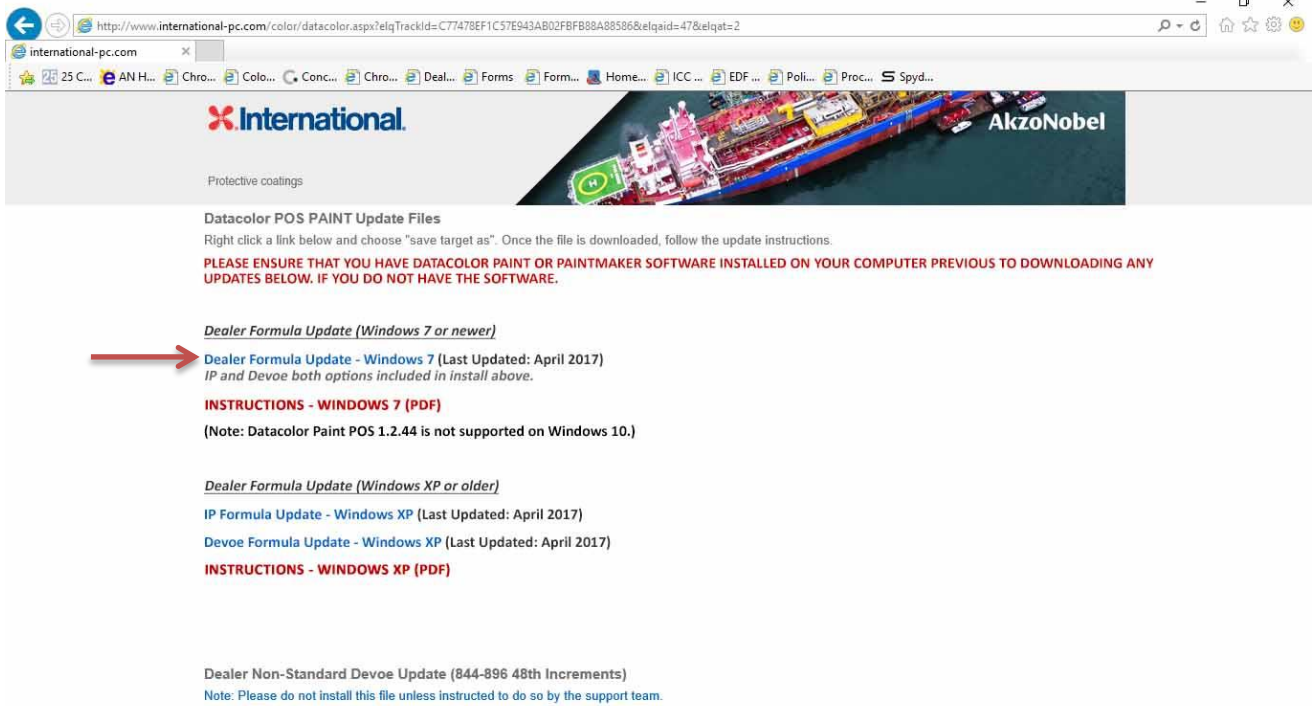 http://www.international-pc.com/color/datacolor.aspx?elqTrackId=C77478EF1C57E943AB02FBFB88A88586&elqaid=47&elqat=2
international-pc.com
25 C... AN H... Chro... Colo... Conc... Chro... Deal... Forms Form... Home... ICC ... EDF ... Poli... Proc... Spyd...
International.
AkzoNobel
H
Protective coatings
Datacolor POS PAINT Update Files
Right click a link below and choose "save target as". Once the file is downloaded, follow the update instructions.
PLEASE ENSURE THAT YOU HAVE DATACOLOR PAINT OR PAINTMAKER SOFTWARE INSTALLED ON YOUR COMPUTER PREVIOUS TO DOWNLOADING ANY
UPDATES BELOW. IF YOU DO NOT HAVE THE SOFTWARE.
Dealer Formula Update (Windows 7 or newer)
Dealer Formula Update - Windows 7 (Last Updated: April 2017)
IP and Devoe both options included in install above.
INSTRUCTIONS - WINDOWS 7 (PDF)
(Note: Datacolor Paint POS 1.2.44 is not supported on Windows 10.)
Dealer Formula Update (Windows XP or older)
IP Formula Update - Windows XP (Last Updated: April 2017)
Devoe Formula Update - Windows XP (Last Updated: April 2017)
INSTRUCTIONS - WINDOWS XP (PDF)
Dealer Non-Standard Devoe Update (844-896 48th Increments)
Note: Please do not install this file unless instructed to do so by the support team.